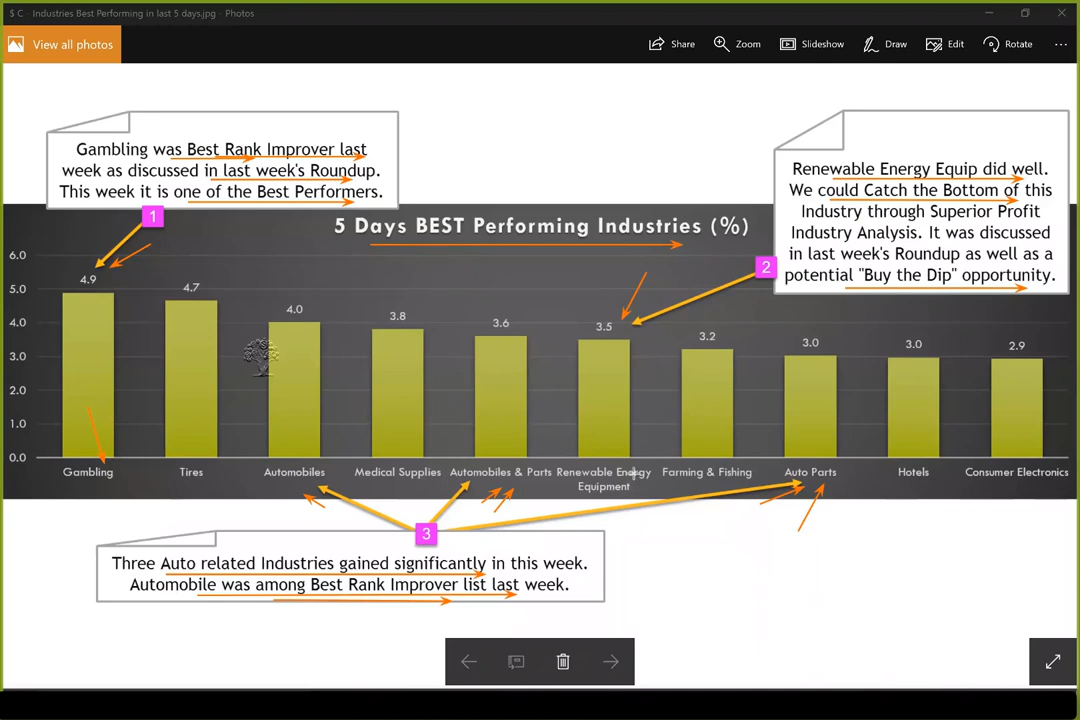 $ C - Industries Best Performing in last 5 days.jpg - Photos
View all photos
Share
Zoom
Slideshow
Draw
Edit
Rotate
Gambling was Best Rank Improver last
week as discussed in last week's Roundup.
This week it is one of the Best Performers.
1
Renewable Energy Equip did well.
We could Catch the Bottom of this
Industry through Superior Profit
Industry Analysis. It was discussed
in last week's Roundup as well as a
potential "Buy the Dip" opportunity.
2
5 Days BEST Performing Industries (%)
6.0
5.0
4.0
3.0
2.0
1.0
0.0
4.9
4.7
4.0
3.8
3.6
3.5
3.2
3.0
3.0
2.9
Gambling
Tires
Automobiles
Medical Supplies
Automobiles & Parts
Renewable Energy
Equipment
Farming & Fishing
Auto Parts
Hotels
Consumer Electronics
3
Three Auto related Industries gained significantly in this week.
Automobile was among Best Rank Improver list last week.